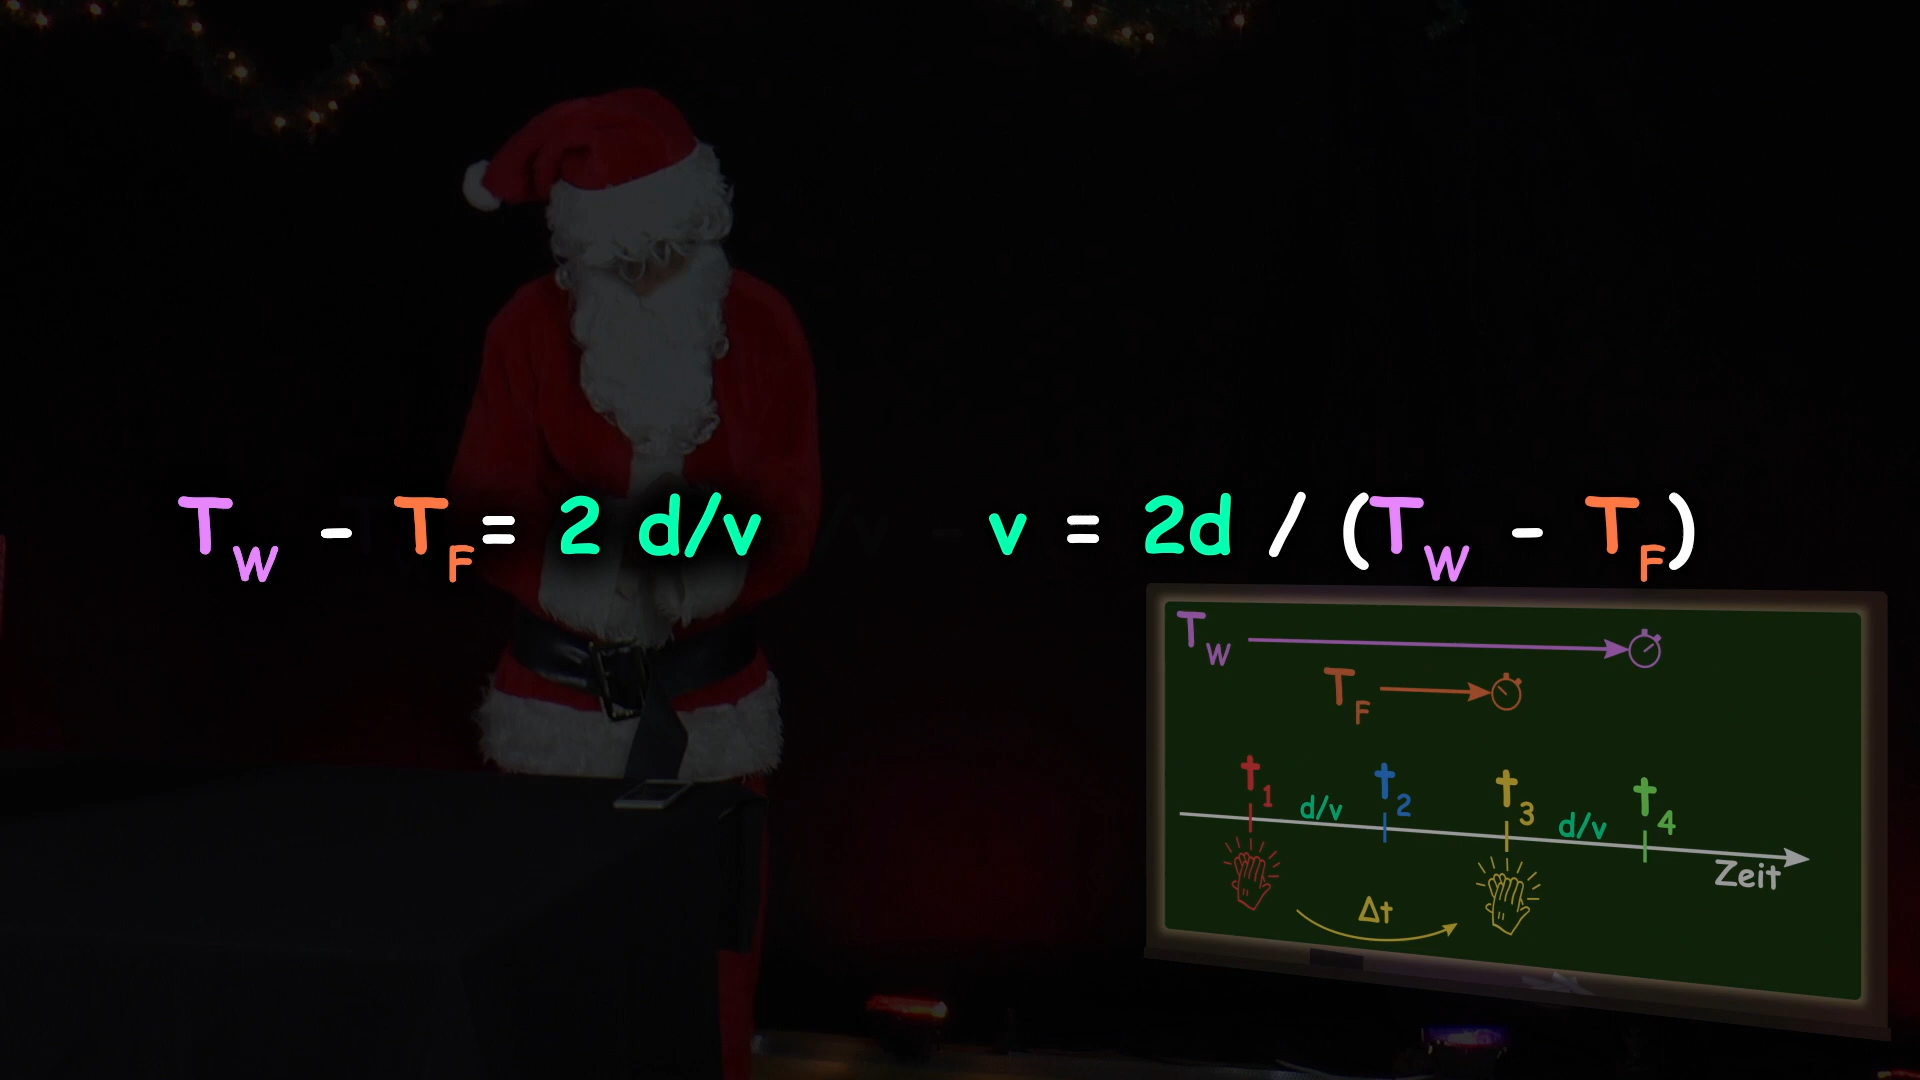 T_W - T_F = 2 d/v
v = 2d / (T_W - T_F)
T_W
T_F
t_1 d/v t_2 t_3 d/v t_4
Zeit
Δt